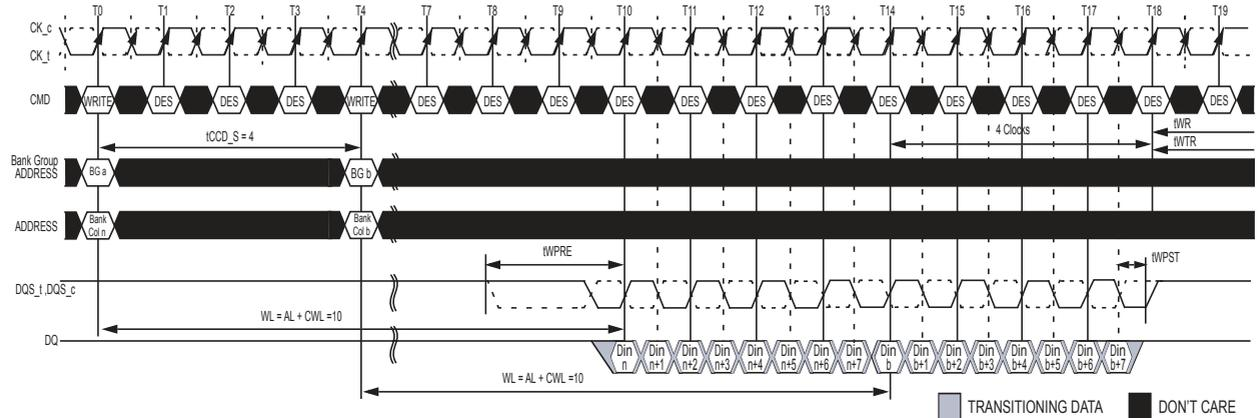 T0 T1 T2 T3 T4 T7 T8 T9 T10 T11 T12 T13 T14 T15 T16 T17 T18 T19
CK_c
CK_t
CMD WRITE DES DES DES WRITE DES DES DES DES DES DES DES DES DES DES DES DES DES
tCCD_S = 4
4 Clocks
tWR
tWTR
Bank Group
ADDRESS
BG a
BG b
ADDRESS
Bank
Col n
Bank
Col b
tWPRE
tWPST
DQS_t ,DQS_c
WL = AL + CWL =10
DQ
Din Din Din Din Din Din Din Din Din Din Din Din Din Din Din Din
n n+1 n+2 n+3 n+4 n+5 n+6 n+7 b b+1 b+2 b+3 b+4 b+5 b+6 b+7
WL = AL + CWL =10
TRANSITIONING DATA
DON'T CARE